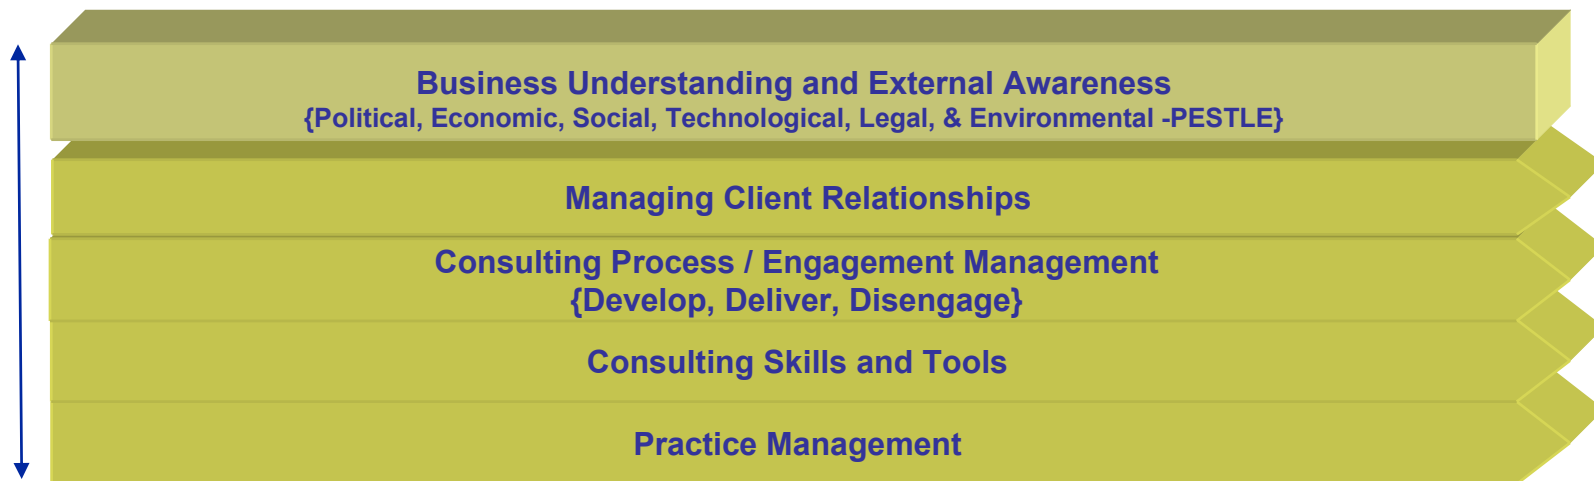 Business Understanding and External Awareness
{Political, Economic, Social, Technological, Legal, & Environmental -PESTLE}
Managing Client Relationships
Consulting Process / Engagement Management
{Develop, Deliver, Disengage}
Consulting Skills and Tools
Practice Management